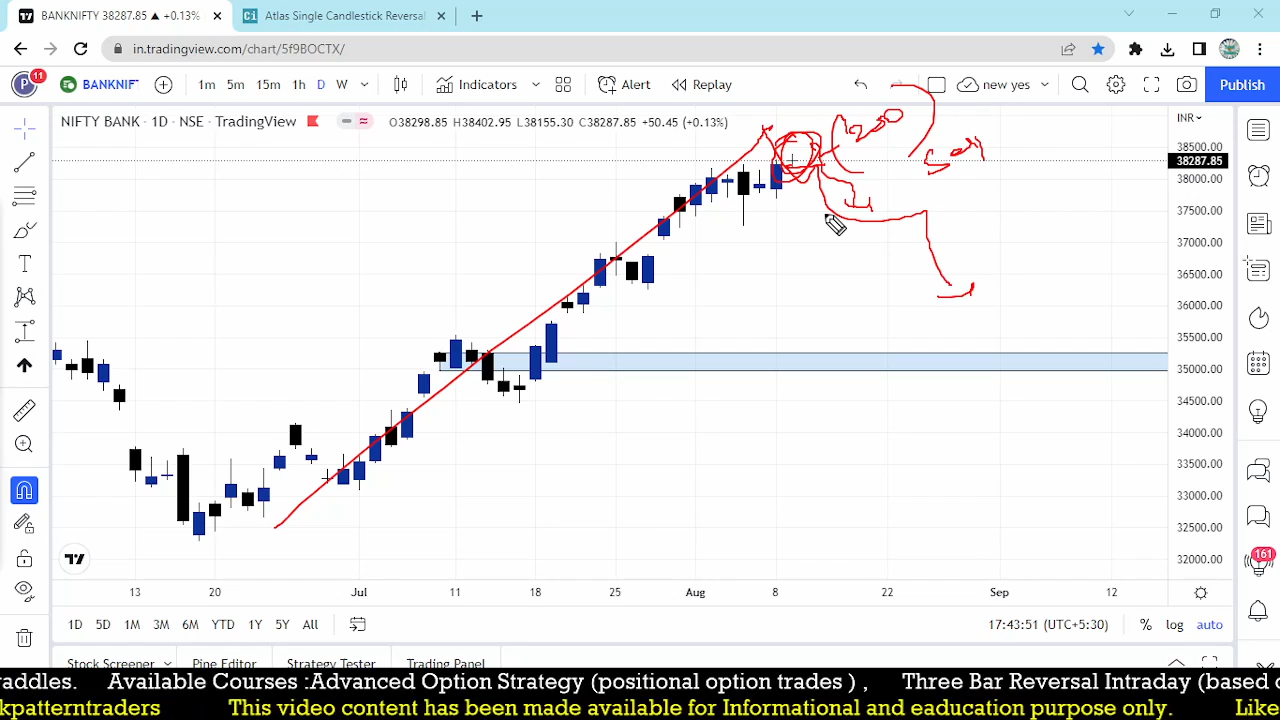 BANKNIFTY 38287.85 ▲ +0.13%
Atlas Single Candlestick Reversal
in.tradingview.com/chart/5f9BOCTX/
P 11 BANKNIF 1m 5m 15m 1h D W Indicators Alert Replay new yes Publish
NIFTY BANK · 1D · NSE · TradingView O38298.85 H38402.95 L38155.30 C38287.85 +50.45 (+0.13%)
INR
38500.00
38287.85
38000.00
37500.00
37000.00
36500.00
36000.00
35500.00
35000.00
34500.00
34000.00
33500.00
33000.00
32500.00
32000.00
13 20 Jul 11 18 25 Aug 8 22 Sep 12
161
1D 5D 1M 3M 6M YTD 1Y 5Y All 17:43:51 (UTC+5:30) % log auto
Stock Screener Pine Editor Strategy Tester Trading Panel
raddles. Available Courses :Advanced Option Strategy (positional option trades ) , Three Bar Reversal Intraday (based o
kpatterntraders This video content has been made available for Informational and eaducation purpose only. Like